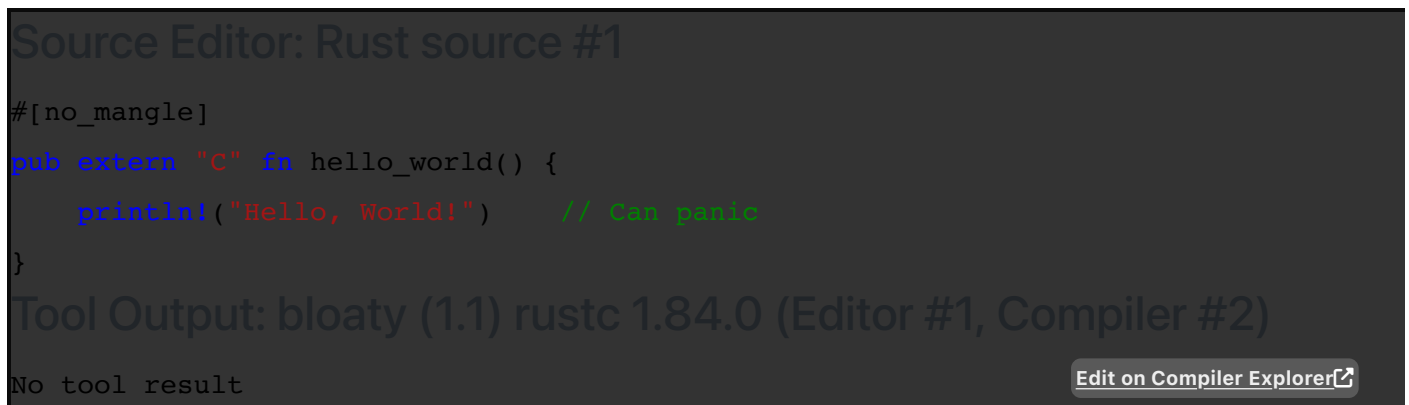 Source Editor: Rust source #1
#[no_mangle]
pub extern "C" fn hello_world() {
    println!("Hello, World!")    // Can panic
}
Tool Output: bloaty (1.1) rustc 1.84.0 (Editor #1, Compiler #2)
No tool result
Edit on Compiler Explorer